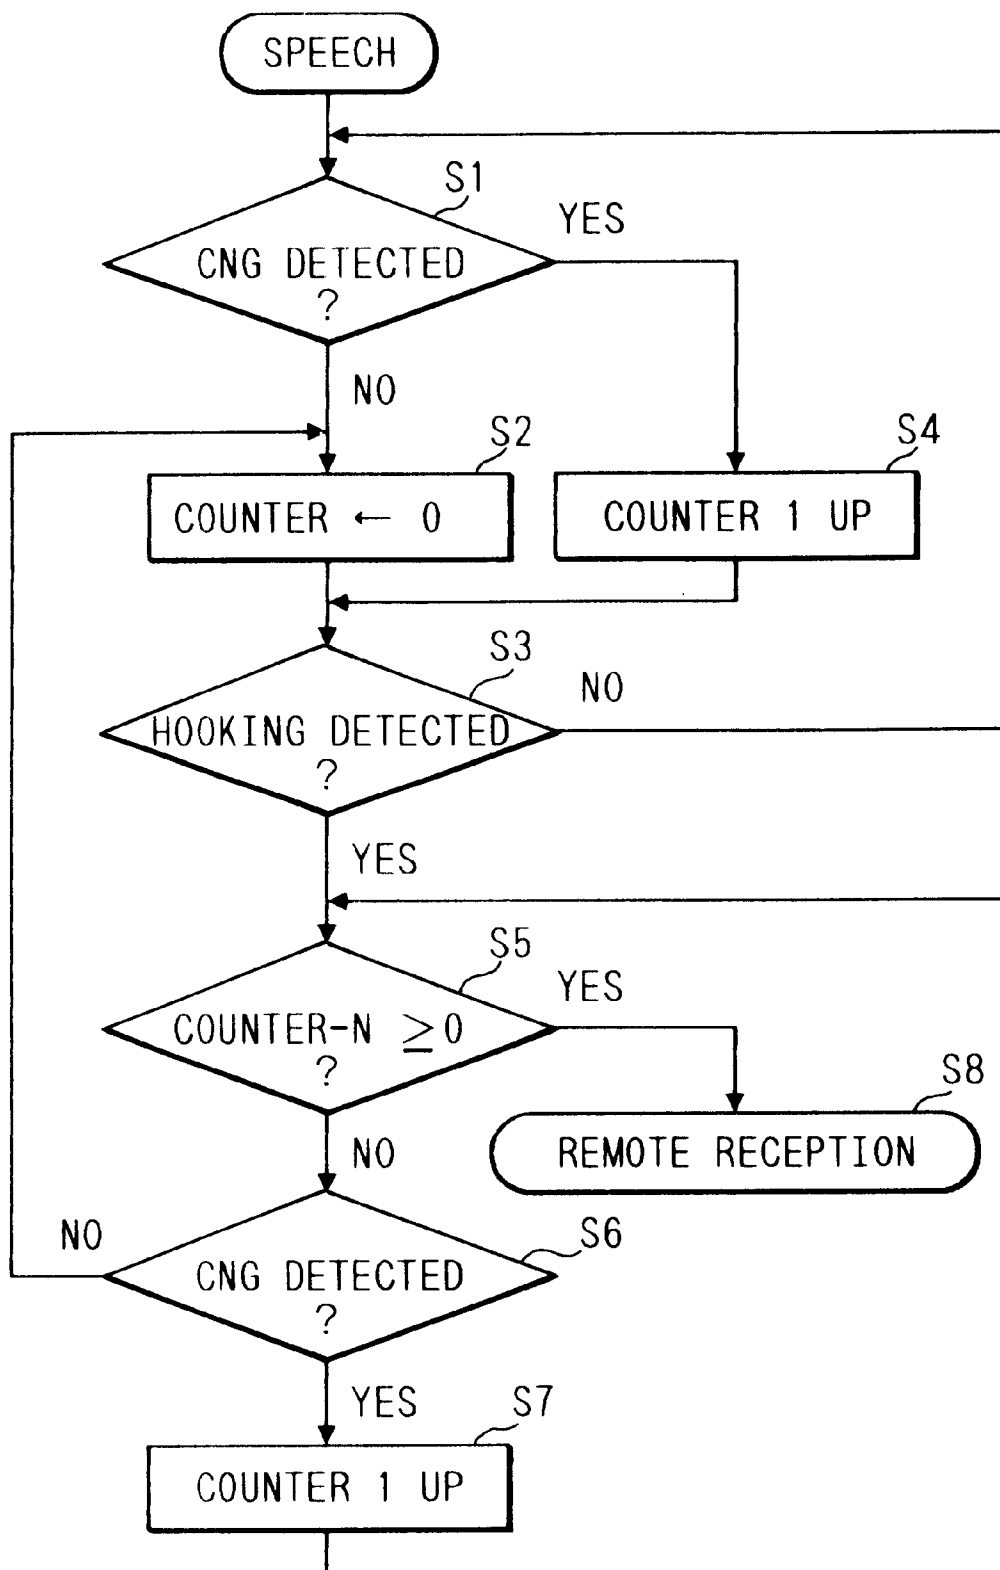 SPEECH
S1
YES
CNG DETECTED
?
NO
S2
S4
COUNTER ← 0
COUNTER 1 UP
S3
NO
HOOKING DETECTED
?
YES
S5
YES
COUNTER-N ≥0
?
S8
NO
REMOTE RECEPTION
NO
S6
CNG DETECTED
?
YES
S7
COUNTER 1 UP